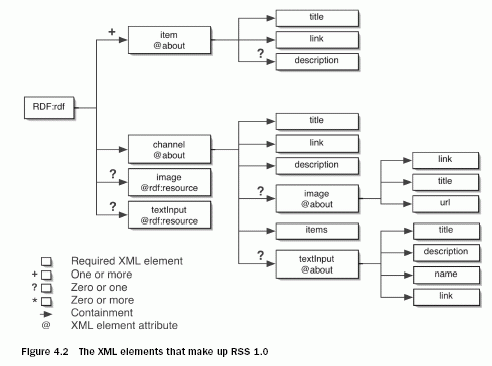 +
item
@about
title
link
?
description
RDF:rdf
channel
@about
title
link
description
?
image
@rdf:resource
?
image
@about
link
title
url
?
textInput
@rdf:resource
items
?
textInput
@about
title
description
name
link
Required XML element
+ One or more
? Zero or one
* Zero or more
Containment
@ XML element attribute
Figure 4.2 The XML elements that make up RSS 1.0